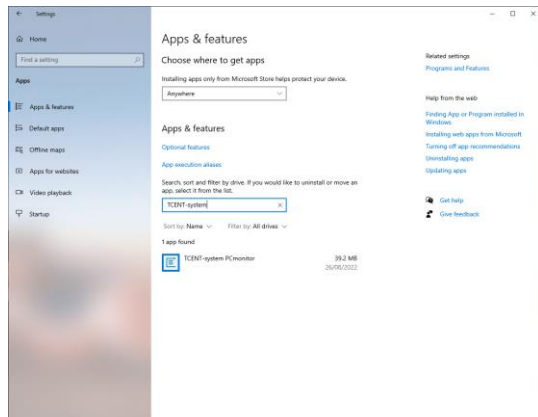 Settings
Home
Find a setting
Apps
Apps & features
Default apps
Offline maps
Apps for websites
Video playback
Startup
Apps & features
Choose where to get apps
Installing apps only from Microsoft Store helps protect your device.
Anywhere
Apps & features
Optional features
App execution aliases
Search, sort and filter by drive. If you would like to uninstall or move an
app, select it from the list.
TCENT-system
Sort by: Name Filter by: All drives
1 app found
TCENT-system PCmonitor 39.2 MB
26/08/2022
Related settings
Programs and Features
Help from the web
Finding App or Program installed in
Windows
Installing web apps from Microsoft
Turning off app recommendations
Uninstalling apps
Updating apps
Get help
Give feedback